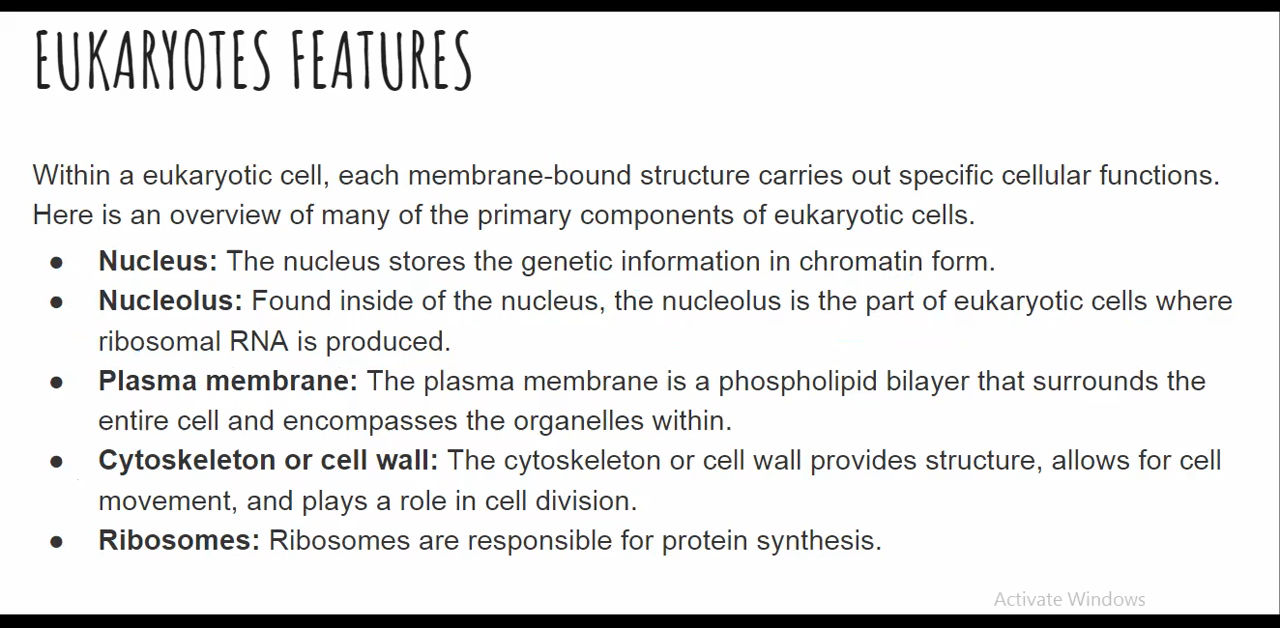 EUKARYOTES FEATURES
Within a eukaryotic cell, each membrane-bound structure carries out specific cellular functions.
Here is an overview of many of the primary components of eukaryotic cells.
● Nucleus: The nucleus stores the genetic information in chromatin form.
● Nucleolus: Found inside of the nucleus, the nucleolus is the part of eukaryotic cells where
ribosomal RNA is produced.
● Plasma membrane: The plasma membrane is a phospholipid bilayer that surrounds the
entire cell and encompasses the organelles within.
● Cytoskeleton or cell wall: The cytoskeleton or cell wall provides structure, allows for cell
movement, and plays a role in cell division.
● Ribosomes: Ribosomes are responsible for protein synthesis.
Activate Windows